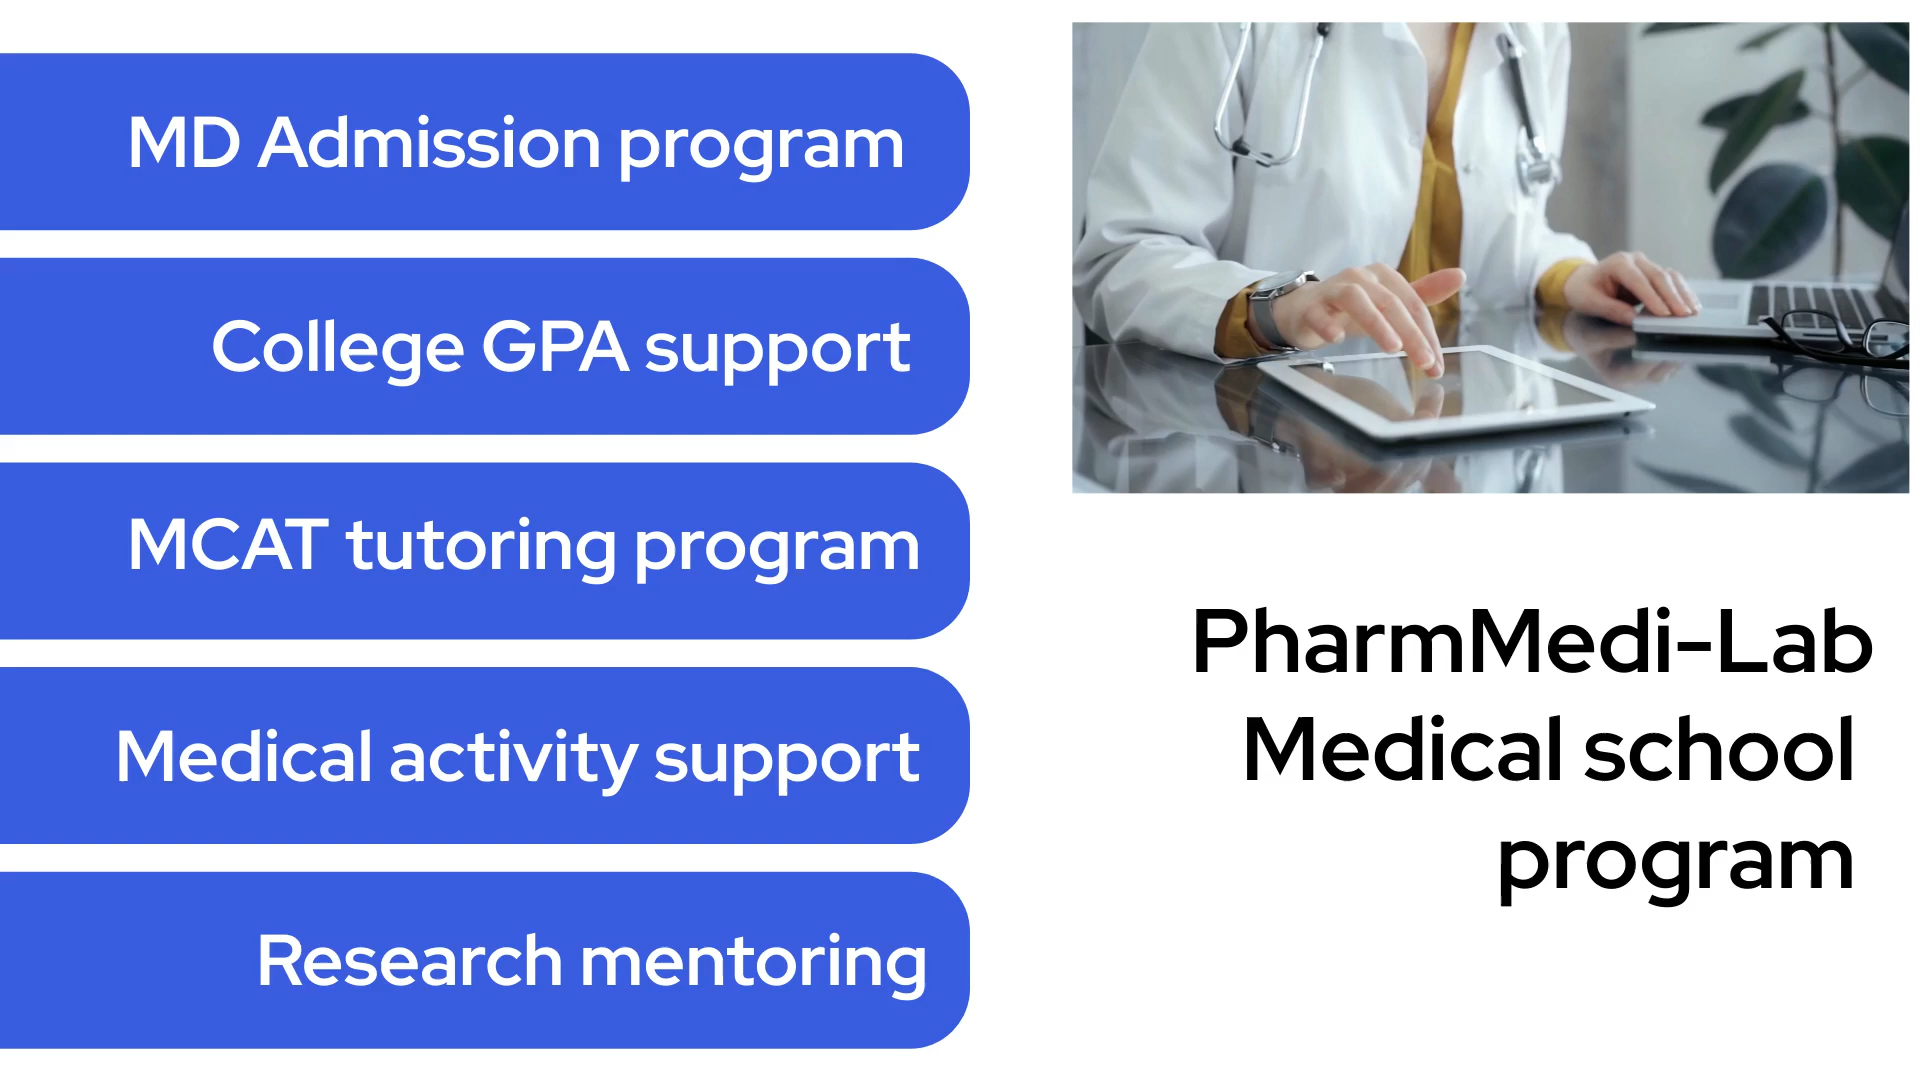 MD Admission program
College GPA support
MCAT tutoring program
Medical activity support
Research mentoring
PharmMedi-Lab
Medical school
program